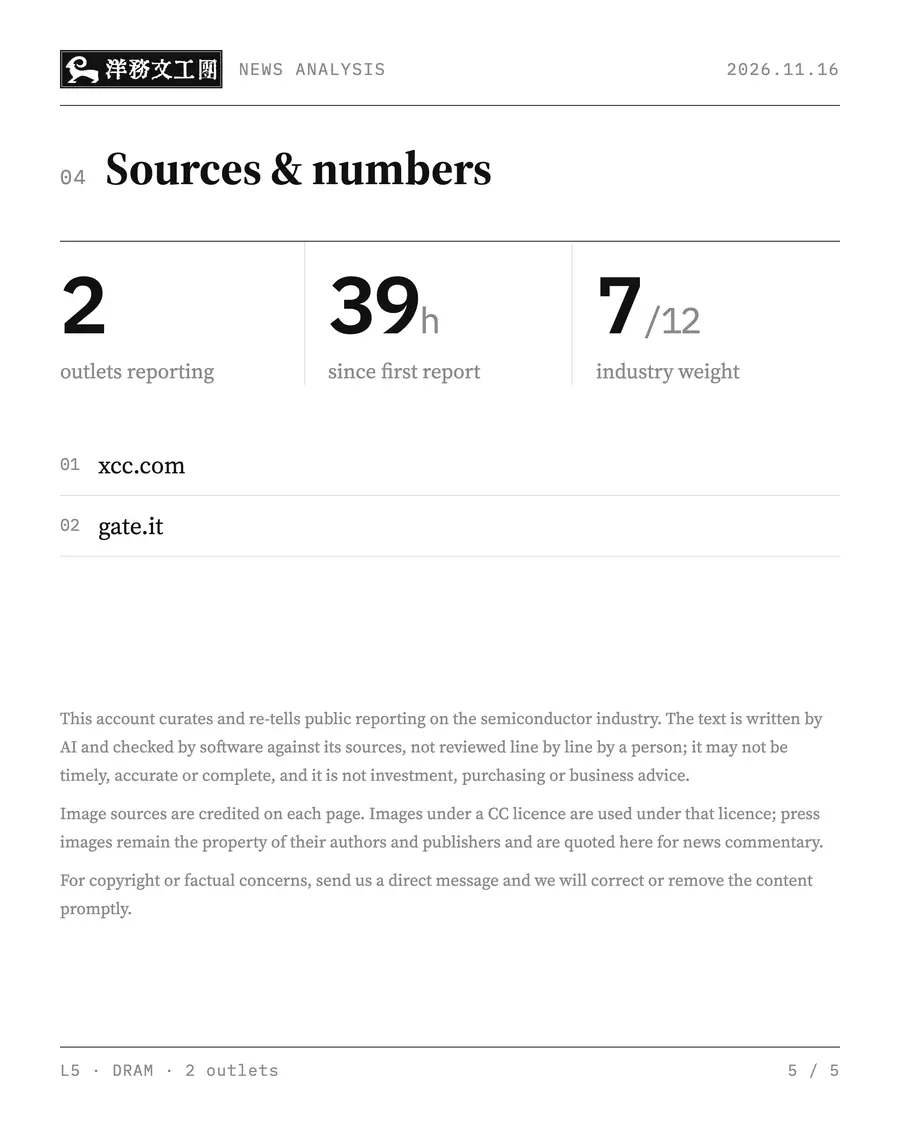 洋務文工團 NEWS ANALYSIS 2026.11.16
04 Sources & numbers
2 39h 7/12
outlets reporting since first report industry weight
01 xcc.com
02 gate.it
This account curates and re-tells public reporting on the semiconductor industry. The text is written by
AI and checked by software against its sources, not reviewed line by line by a person; it may not be
timely, accurate or complete, and it is not investment, purchasing or business advice.
Image sources are credited on each page. Images under a CC licence are used under that licence; press
images remain the property of their authors and publishers and are quoted here for news commentary.
For copyright or factual concerns, send us a direct message and we will correct or remove the content
promptly.
L5 · DRAM · 2 outlets 5 / 5